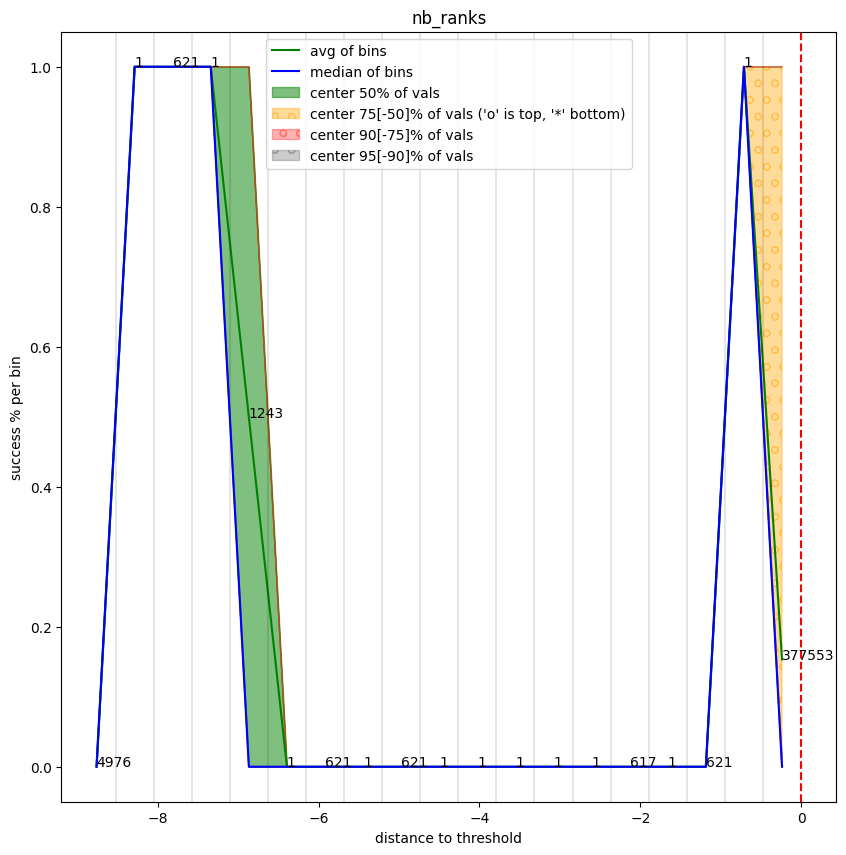 nb_ranks
avg of bins
median of bins
center 50% of vals
center 75[-50]% of vals ('o' is top, '*' bottom)
center 90[-75]% of vals
center 95[-90]% of vals
1 621 1 1
1243
377553
4976 1 621 1 621 1 1 1 1 1 617 1 621
1.0
0.8
0.6
0.4
0.2
0.0
success % per bin
−8 −6 −4 −2 0
distance to threshold